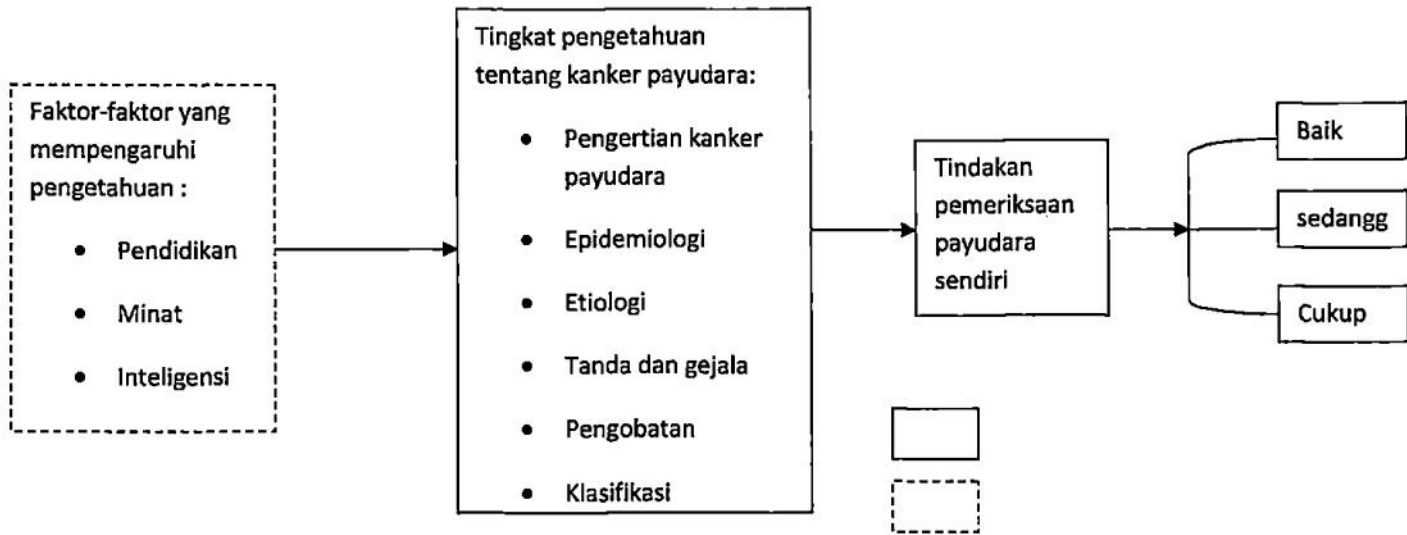 Faktor-faktor yang
mempengaruhi
pengetahuan :
• Pendidikan
• Minat
• Inteligensi
Tingkat pengetahuan
tentang kanker payudara:
• Pengertian kanker
payudara
• Epidemiologi
• Etiologi
• Tanda dan gejala
• Pengobatan
• Klasifikasi
Tindakan
pemeriksaan
payudara
sendiri
Baik
sedangg
Cukup